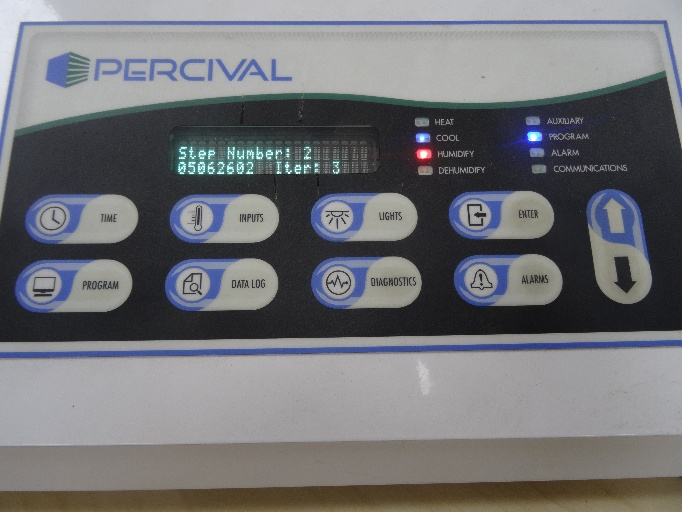 PERCIVAL
Step Number: 2
05062602 Iter: 3
HEAT
COOL
HUMIDIFY
DEHUMIDIFY
AUXILIARY
PROGRAM
ALARM
COMMUNICATIONS
TIME
INPUTS
LIGHTS
ENTER
PROGRAM
DATA LOG
DIAGNOSTICS
ALARMS